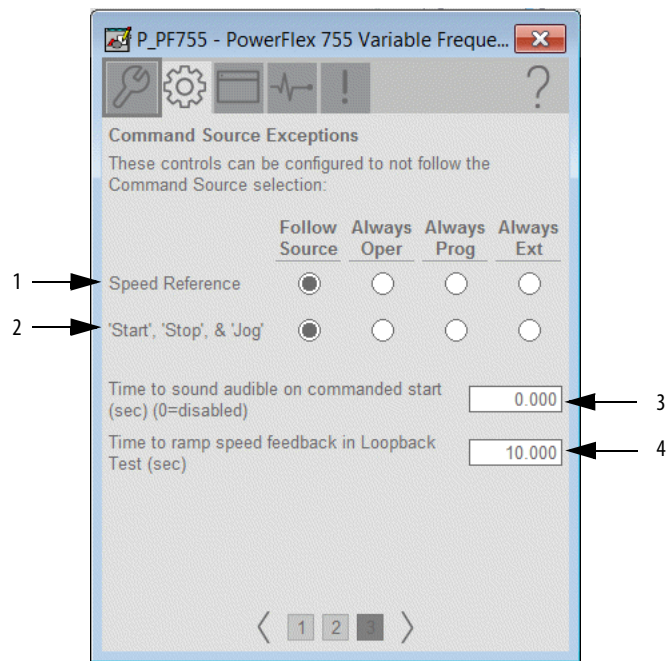 P_PF755 - PowerFlex 755 Variable Freque...
Command Source Exceptions
These controls can be configured to not follow the
Command Source selection:
Follow Always Always Always
Source Oper Prog Ext
1 Speed Reference
2 'Start', 'Stop', & 'Jog'
Time to sound audible on commanded start
(sec) (0=disabled) 0.000 3
Time to ramp speed feedback in Loopback
Test (sec) 10.000 4
1 2 3